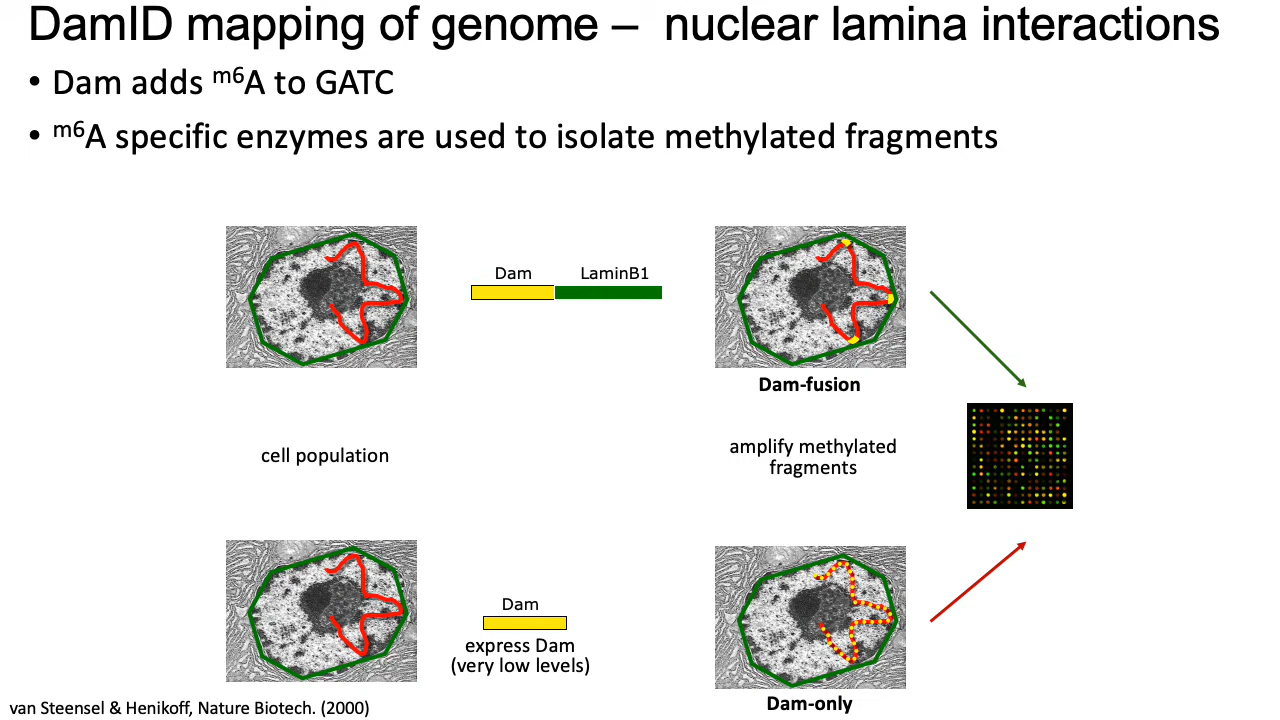 DamID mapping of genome – nuclear lamina interactions
• Dam adds ᵐ⁶A to GATC
• ᵐ⁶A specific enzymes are used to isolate methylated fragments
Dam LaminB1
Dam-fusion
cell population
amplify methylated
fragments
Dam
express Dam
(very low levels)
Dam-only
van Steensel & Henikoff, Nature Biotech. (2000)